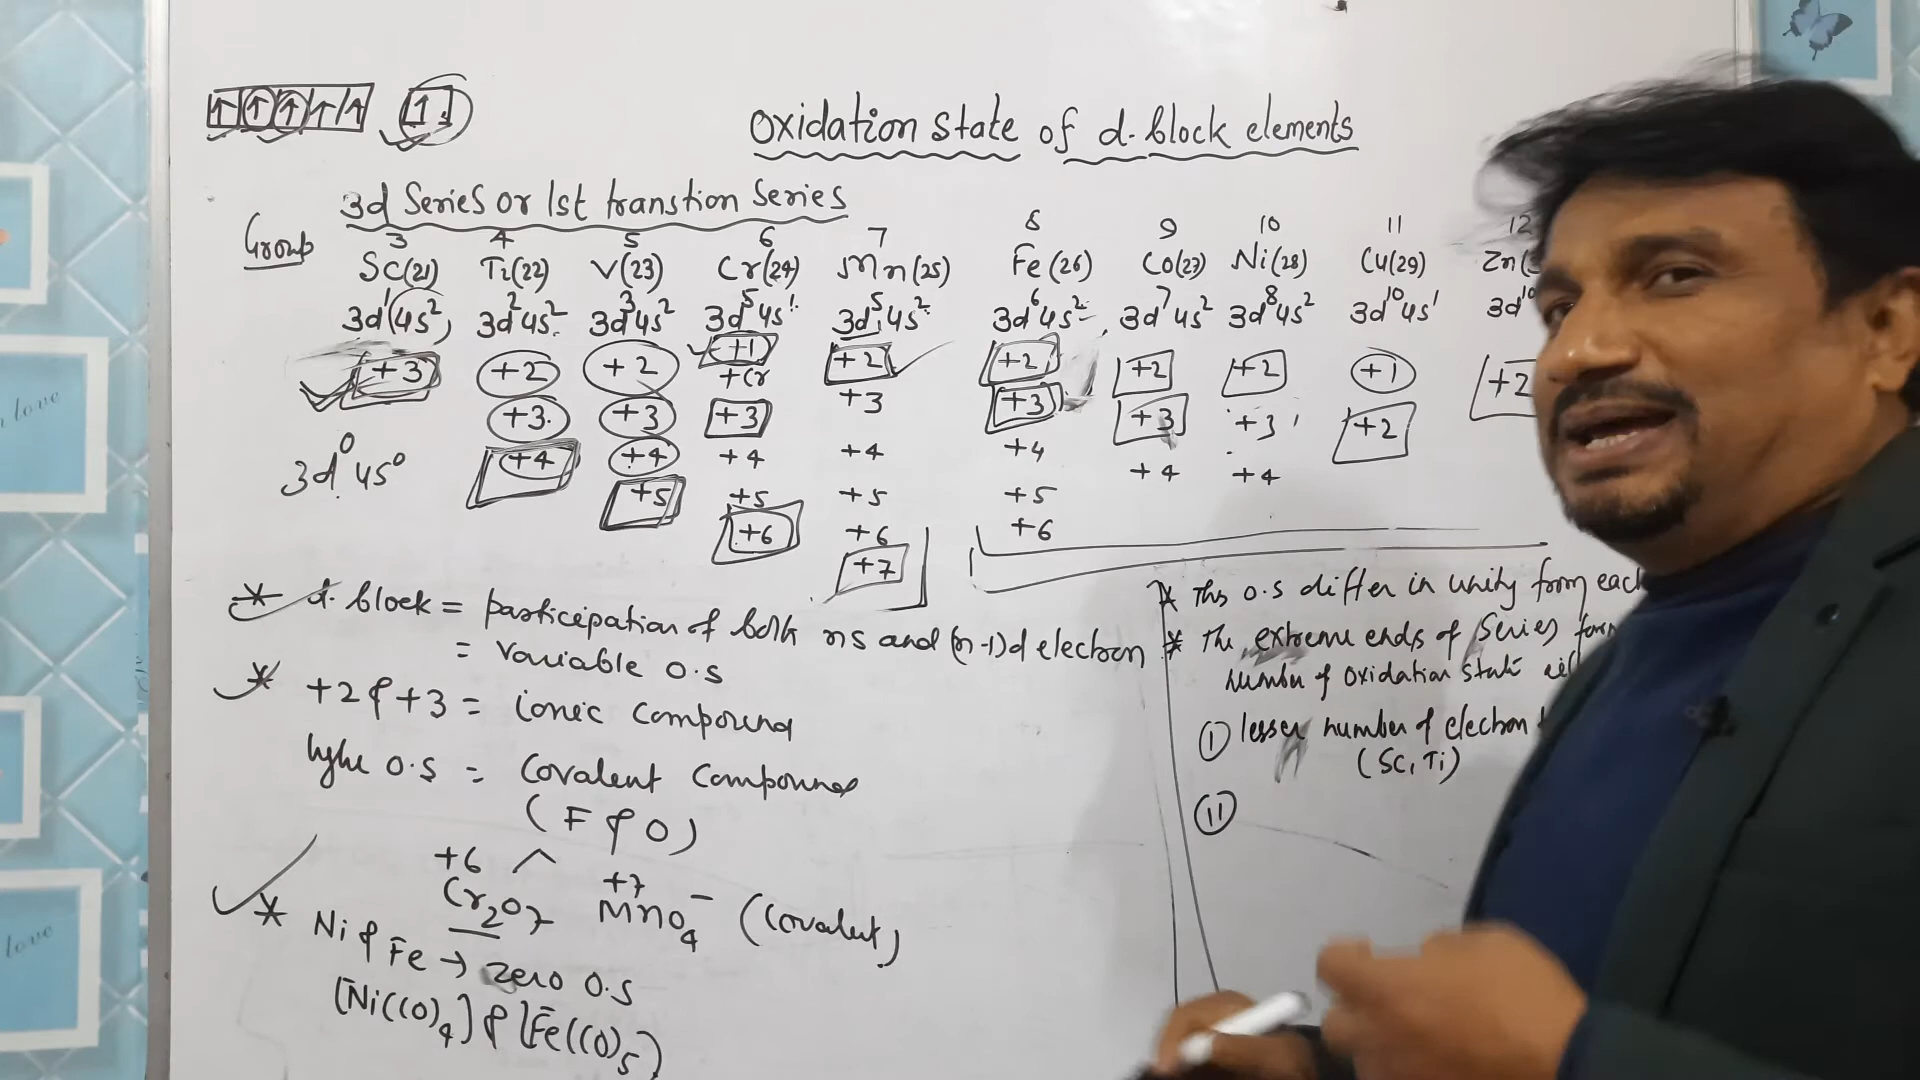 Oxidation State of d-block elements
3d Series or 1st transtion Series
Group
3 4 5 6 7 8 9 10 11 12
Sc(21) Ti(22) V(23) Cr(24) Mn(25) Fe(26) Co(27) Ni(28) Cu(29) Zn(
3d¹4s², 3d²4s² 3d³4s² 3d⁵4s¹ 3d⁵4s² 3d⁶4s² 3d⁷4s² 3d⁸4s² 3d¹⁰4s¹ 3d¹⁰
+3 +2 +2 +1 +2 +2 +2 +2 +1 +2
+3 +3 +3 +3 +3 +3 +3 +2
+4 +4 +4 +4 +4 +4 +4
+5 +5 +5 +5
+6 +6 +6
+7
3d⁰4s⁰
* d-block = participation of both ns and (n-1)d electron
= variable O.S
* +2 & +3 = ionic compound
O.S = Covalent Compound
(F & O)
+6 +7
Cr₂O₇ MnO₄⁻ (Covalent)
* Ni & Fe → zero O.S
[Ni(CO)₄] & [Fe(CO)₅]
* This O.S differ in unity from each
* The extreme ends of Series
number of oxidation state
(I) lesser number of electron
(Sc, Ti)
(II)
love
love